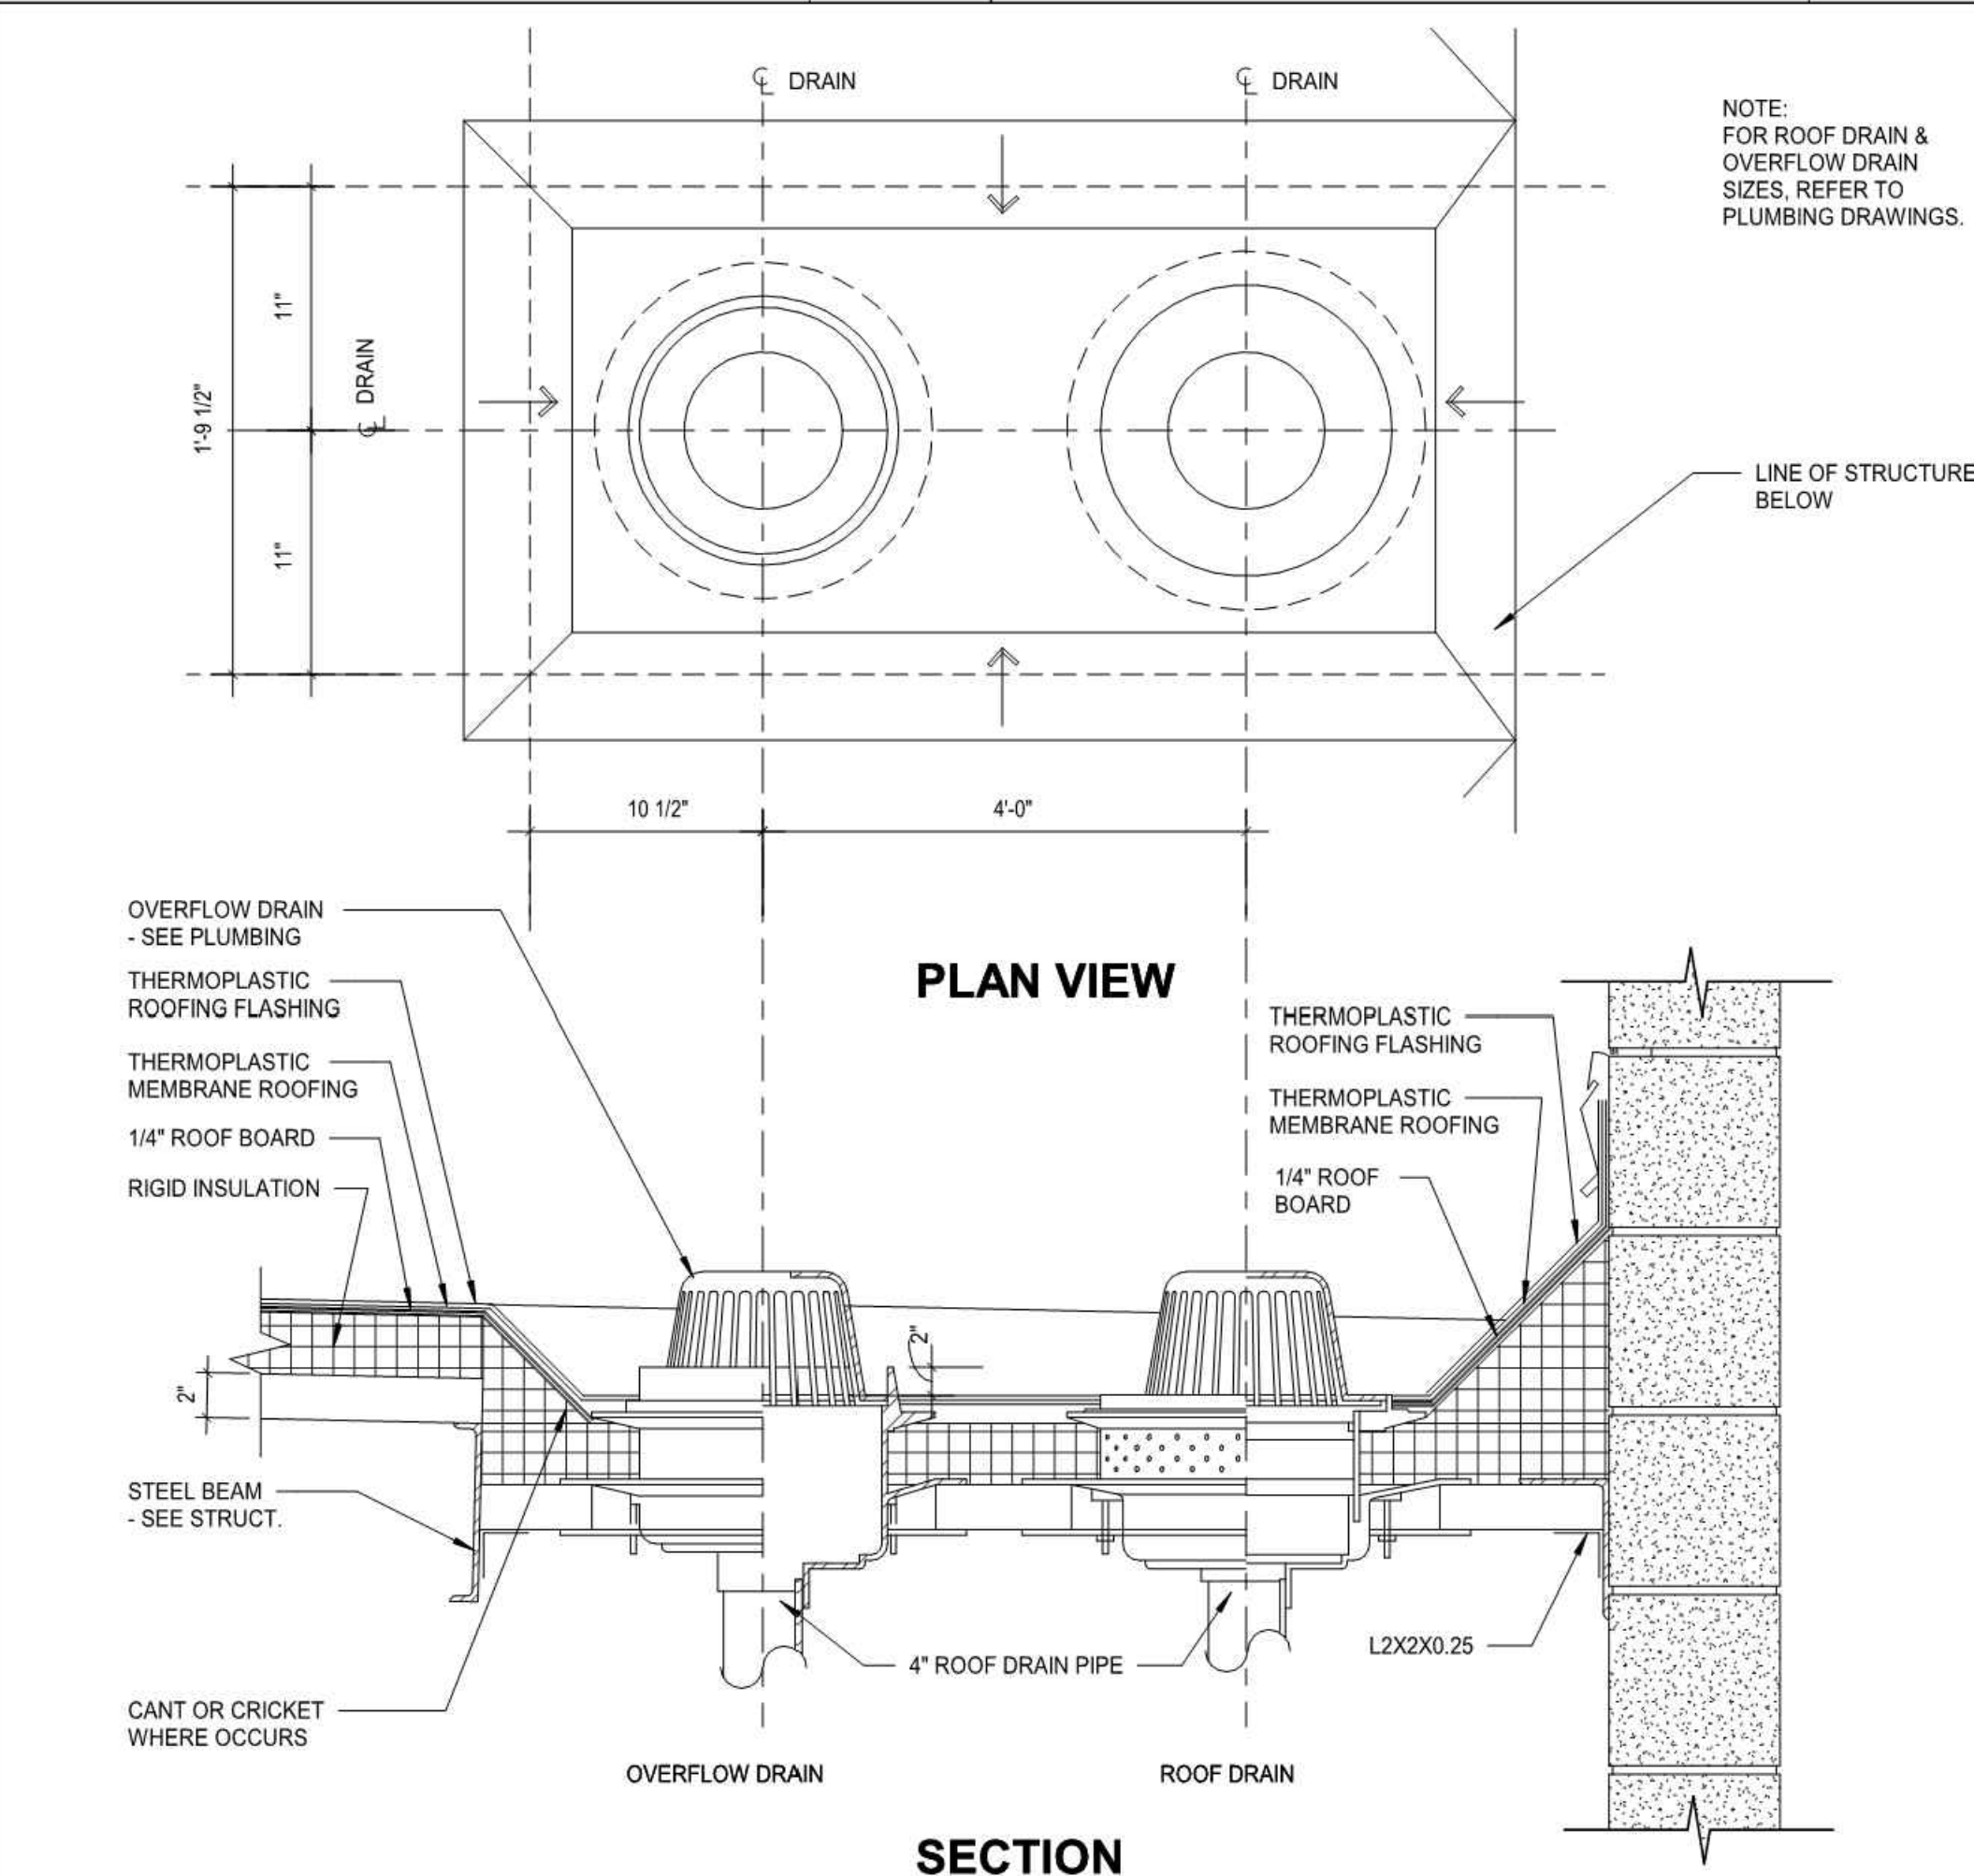 ℄ DRAIN
℄ DRAIN
NOTE:
FOR ROOF DRAIN &
OVERFLOW DRAIN
SIZES, REFER TO
PLUMBING DRAWINGS.
11"
℄ DRAIN
1'-9 1/2"
11"
LINE OF STRUCTURE
BELOW
10 1/2"
4'-0"
OVERFLOW DRAIN
- SEE PLUMBING
PLAN VIEW
THERMOPLASTIC
ROOFING FLASHING
THERMOPLASTIC
MEMBRANE ROOFING
1/4" ROOF BOARD
RIGID INSULATION
THERMOPLASTIC
ROOFING FLASHING
THERMOPLASTIC
MEMBRANE ROOFING
1/4" ROOF
BOARD
2"
2"
STEEL BEAM
- SEE STRUCT.
4" ROOF DRAIN PIPE
L2X2X0.25
CANT OR CRICKET
WHERE OCCURS
OVERFLOW DRAIN
ROOF DRAIN
SECTION